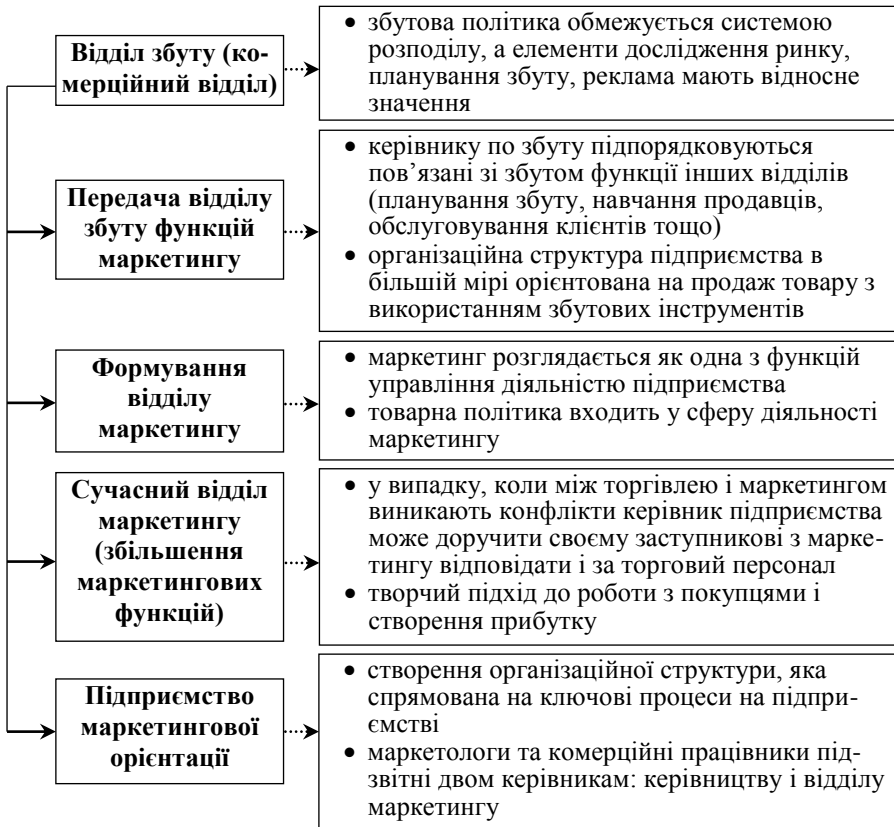 Відділ збуту (ко-
мерційний відділ)
• збутова політика обмежується системою
розподілу, а елементи дослідження ринку,
планування збуту, реклама мають відносне
значення
Передача відділу
збуту функцій
маркетингу
• керівнику по збуту підпорядковуються
пов’язані зі збутом функції інших відділів
(планування збуту, навчання продавців,
обслуговування клієнтів тощо)
• організаційна структура підприємства в
більшій мірі орієнтована на продаж товару з
використанням збутових інструментів
Формування
відділу
маркетингу
• маркетинг розглядається як одна з функцій
управління діяльністю підприємства
• товарна політика входить у сферу діяльності
маркетингу
Сучасний відділ
маркетингу
(збільшення
маркетингових
функцій)
• у випадку, коли між торгівлею і маркетингом
виникають конфлікти керівник підприємства
може доручити своєму заступникові з марке-
тингу відповідати і за торговий персонал
• творчий підхід до роботи з покупцями і
створення прибутку
Підприємство
маркетингової
орієнтації
• створення організаційної структури, яка
спрямована на ключові процеси на підпри-
ємстві
• маркетологи та комерційні працівники під-
звітні двом керівникам: керівництву і відділу
маркетингу